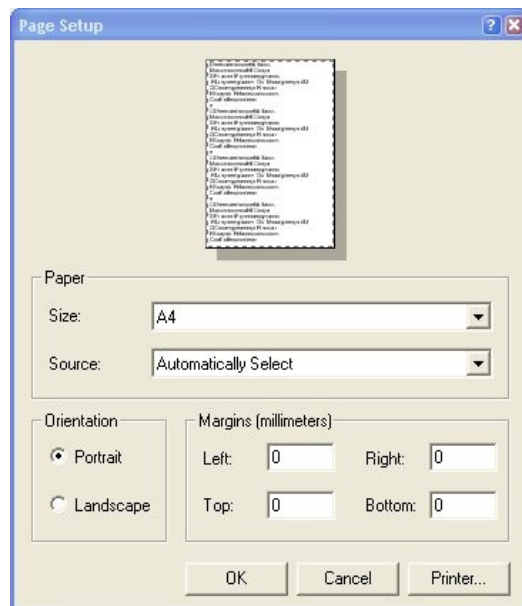 Page Setup
Paper
Size: A4
Source: Automatically Select
Orientation
Portrait
Landscape
Margins (millimeters)
Left: 0 Right: 0
Top: 0 Bottom: 0
OK Cancel Printer...